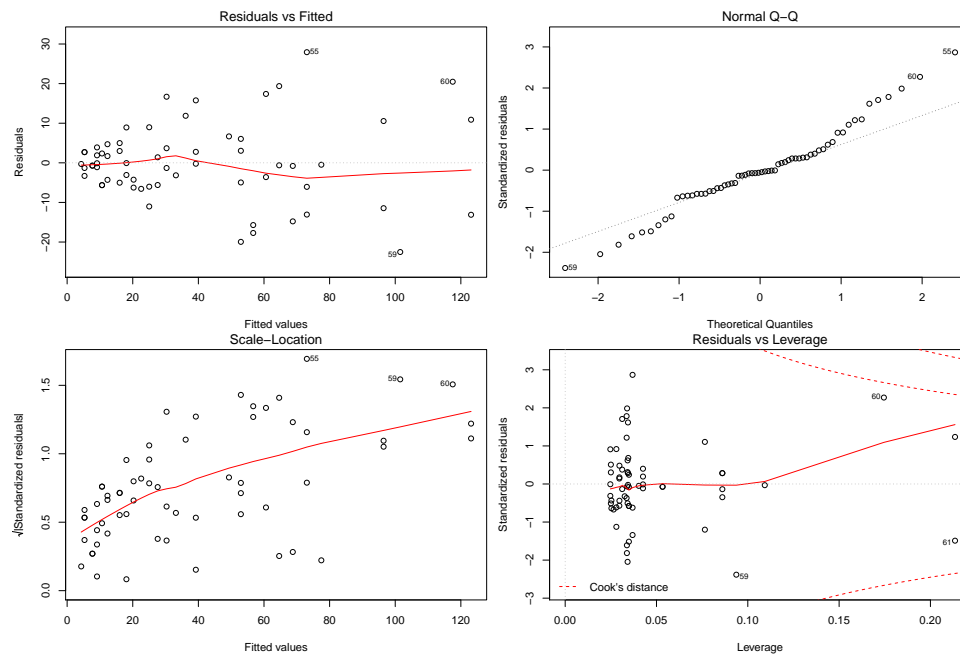 Residuals vs Fitted
30
20
10
0
−10
−20
Residuals
55
60
59
0 20 40 60 80 100 120
Fitted values
Normal Q−Q
3
2
1
0
−1
−2
Standardized residuals
55
60
59
−2 −1 0 1 2
Theoretical Quantiles
Scale−Location
1.5
1.0
0.5
0.0
√|Standardized residuals|
55
59
60
0 20 40 60 80 100 120
Fitted values
Residuals vs Leverage
3
2
1
0
−1
−2
−3
Standardized residuals
60
61
59
Cook's distance
0.00 0.05 0.10 0.15 0.20
Leverage